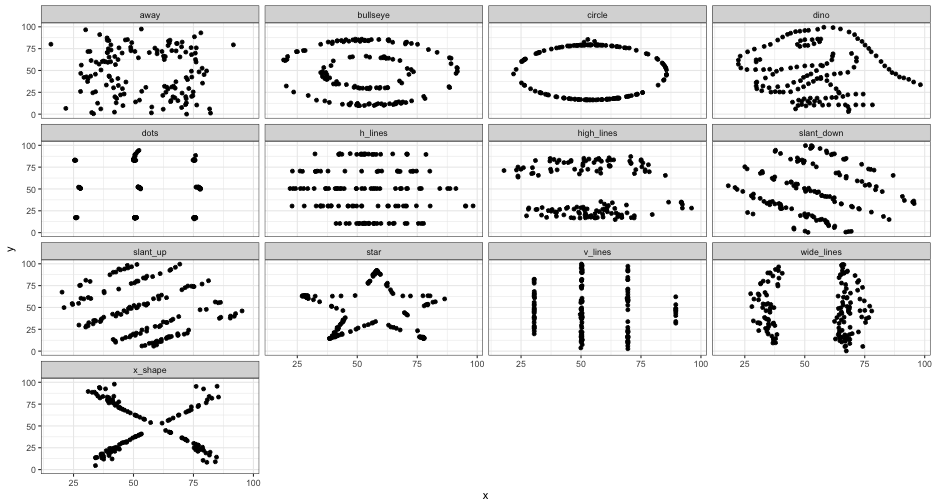 away bullseye circle dino
100
75
50
25
0
dots h_lines high_lines slant_down
100
75
50
25
0
y
slant_up star v_lines wide_lines
100
75
50
25
0
25 50 75 100 25 50 75 100 25 50 75 100
x_shape
100
75
50
25
0
25 50 75 100
x